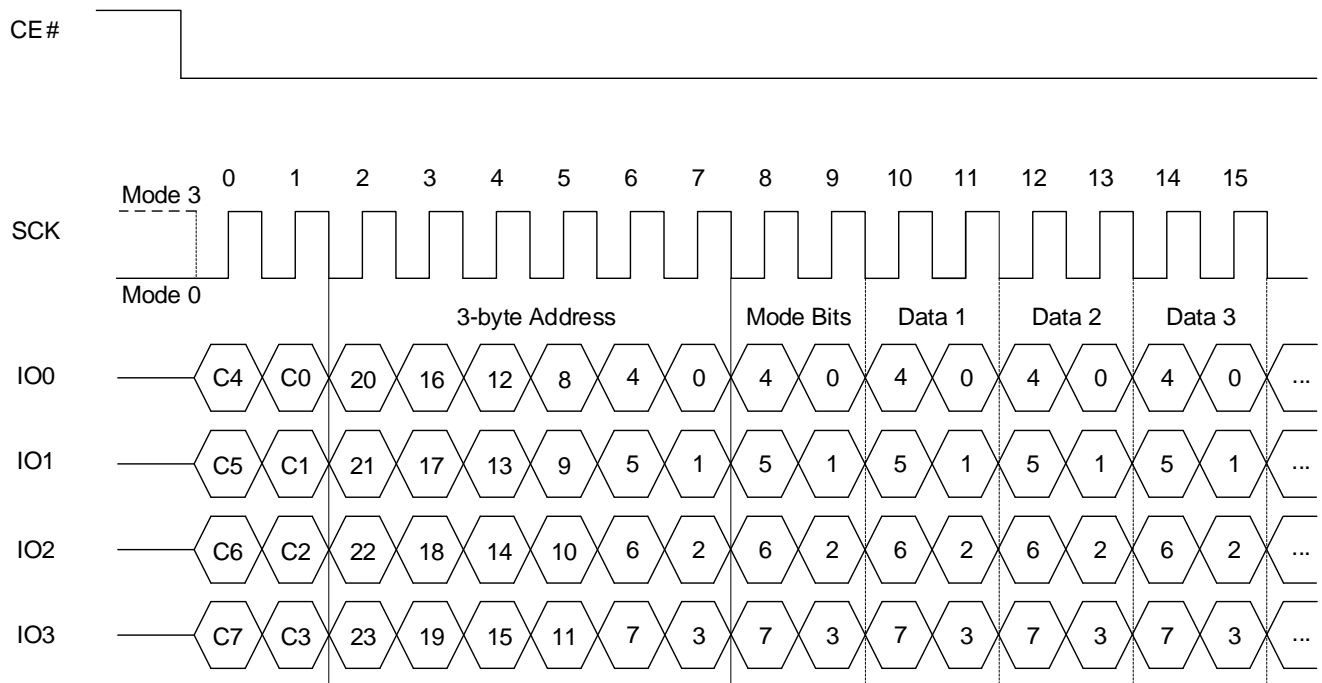 CE#
0 1 2 3 4 5 6 7 8 9 10 11 12 13 14 15
Mode 3
SCK
Mode 0
3-byte Address Mode Bits Data 1 Data 2 Data 3
IO0 C4 C0 20 16 12 8 4 0 4 0 4 0 4 0 4 0 ...
IO1 C5 C1 21 17 13 9 5 1 5 1 5 1 5 1 5 1 ...
IO2 C6 C2 22 18 14 10 6 2 6 2 6 2 6 2 6 2 ...
IO3 C7 C3 23 19 15 11 7 3 7 3 7 3 7 3 7 3 ...